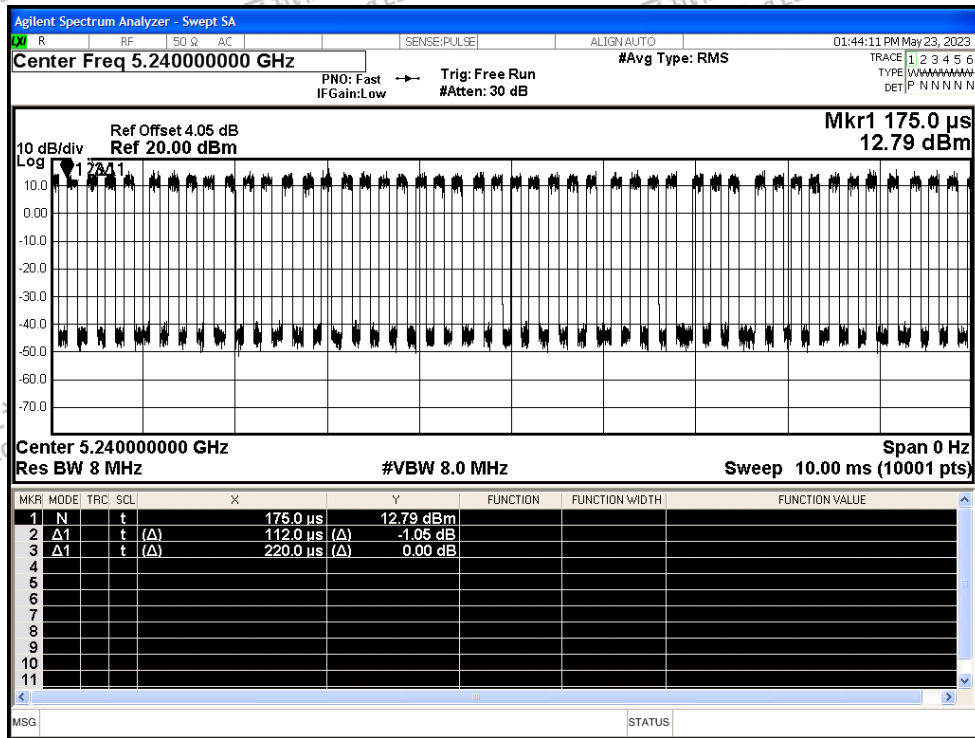 Agilent Spectrum Analyzer - Swept SA
LXI R RF 50 Ω AC SENSE:PULSE ALIGN AUTO 01:44:11 PM May 23, 2023
Center Freq 5.240000000 GHz
PNO: Fast
IFGain:Low
Trig: Free Run
#Atten: 30 dB
#Avg Type: RMS
TRACE 1 2 3 4 5 6
TYPE
DET P N N N N N
Mkr1 175.0 µs
12.79 dBm
Ref Offset 4.05 dB
10 dB/div Ref 20.00 dBm
Log
10.0
0.00
-10.0
-20.0
-30.0
-40.0
-50.0
-60.0
-70.0
Center 5.240000000 GHz Span 0 Hz
Res BW 8 MHz #VBW 8.0 MHz Sweep 10.00 ms (10001 pts)
MKR MODE TRC SCL X Y FUNCTION FUNCTION WIDTH FUNCTION VALUE
1 N t 175.0 µs 12.79 dBm
2 Δ1 t (Δ) 112.0 µs (Δ) -1.05 dB
3 Δ1 t (Δ) 220.0 µs (Δ) 0.00 dB
4
5
6
7
8
9
10
11
MSG STATUS